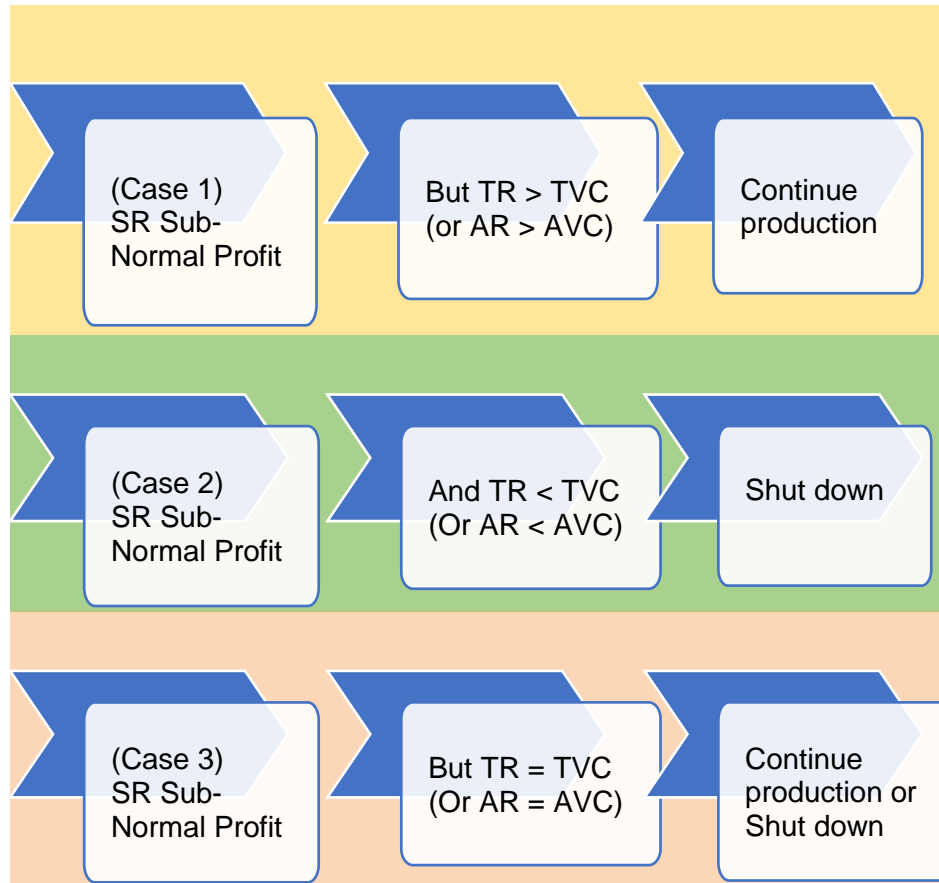 (Case 1)
SR Sub-
Normal Profit
But TR > TVC
(or AR > AVC)
Continue
production
(Case 2)
SR Sub-
Normal Profit
And TR < TVC
(Or AR < AVC)
Shut down
(Case 3)
SR Sub-
Normal Profit
But TR = TVC
(Or AR = AVC)
Continue
production or
Shut down